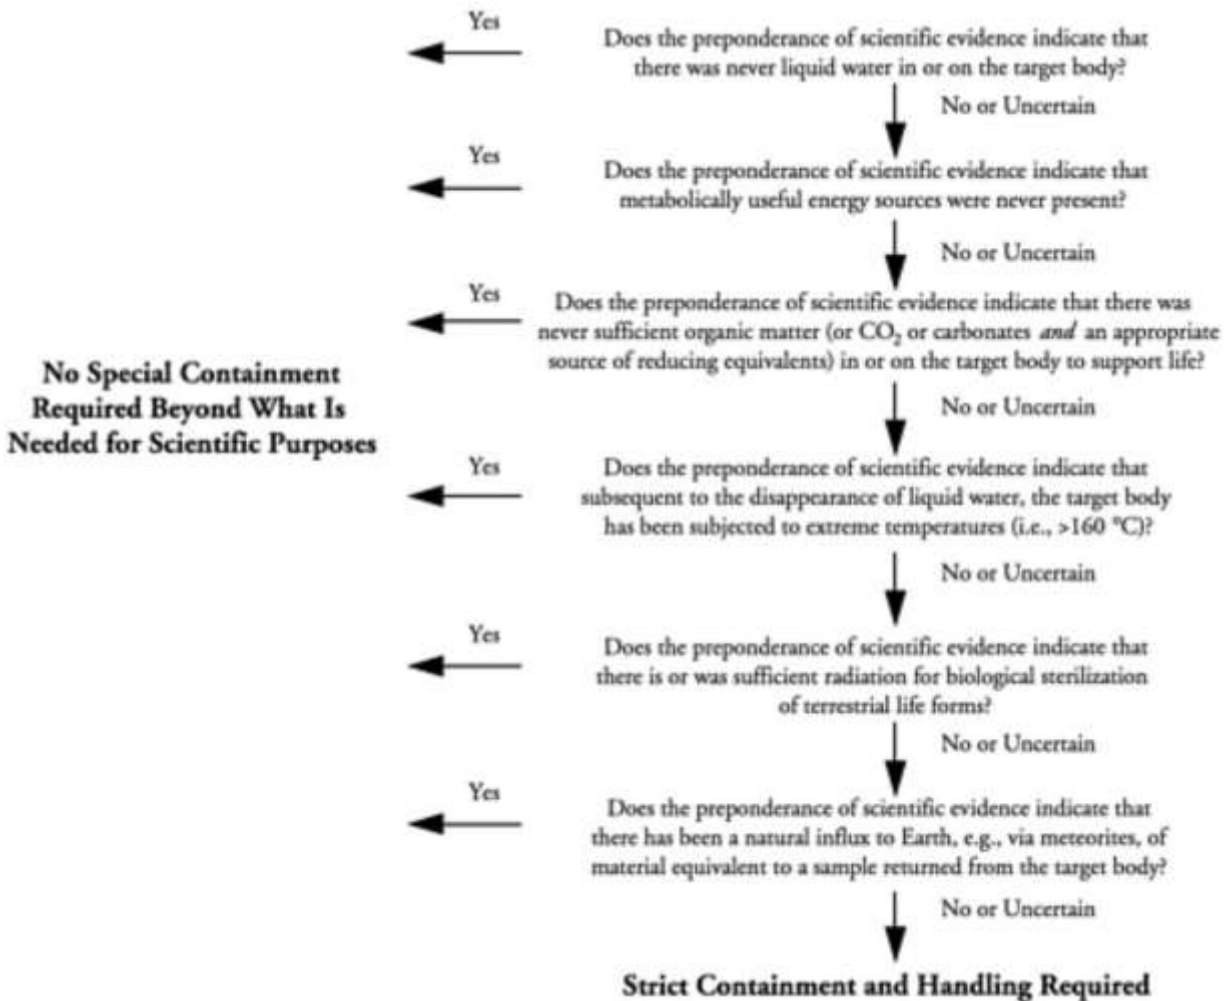 Yes
Does the preponderance of scientific evidence indicate that
there was never liquid water in or on the target body?
No or Uncertain
Yes
Does the preponderance of scientific evidence indicate that
metabolically useful energy sources were never present?
No or Uncertain
Yes
Does the preponderance of scientific evidence indicate that there was
never sufficient organic matter (or CO₂ or carbonates and an appropriate
source of reducing equivalents) in or on the target body to support life?
No Special Containment
Required Beyond What Is
Needed for Scientific Purposes
No or Uncertain
Yes
Does the preponderance of scientific evidence indicate that
subsequent to the disappearance of liquid water, the target body
has been subjected to extreme temperatures (i.e., >160 °C)?
No or Uncertain
Yes
Does the preponderance of scientific evidence indicate that
there is or was sufficient radiation for biological sterilization
of terrestrial life forms?
No or Uncertain
Yes
Does the preponderance of scientific evidence indicate that
there has been a natural influx to Earth, e.g., via meteorites, of
material equivalent to a sample returned from the target body?
No or Uncertain
Strict Containment and Handling Required